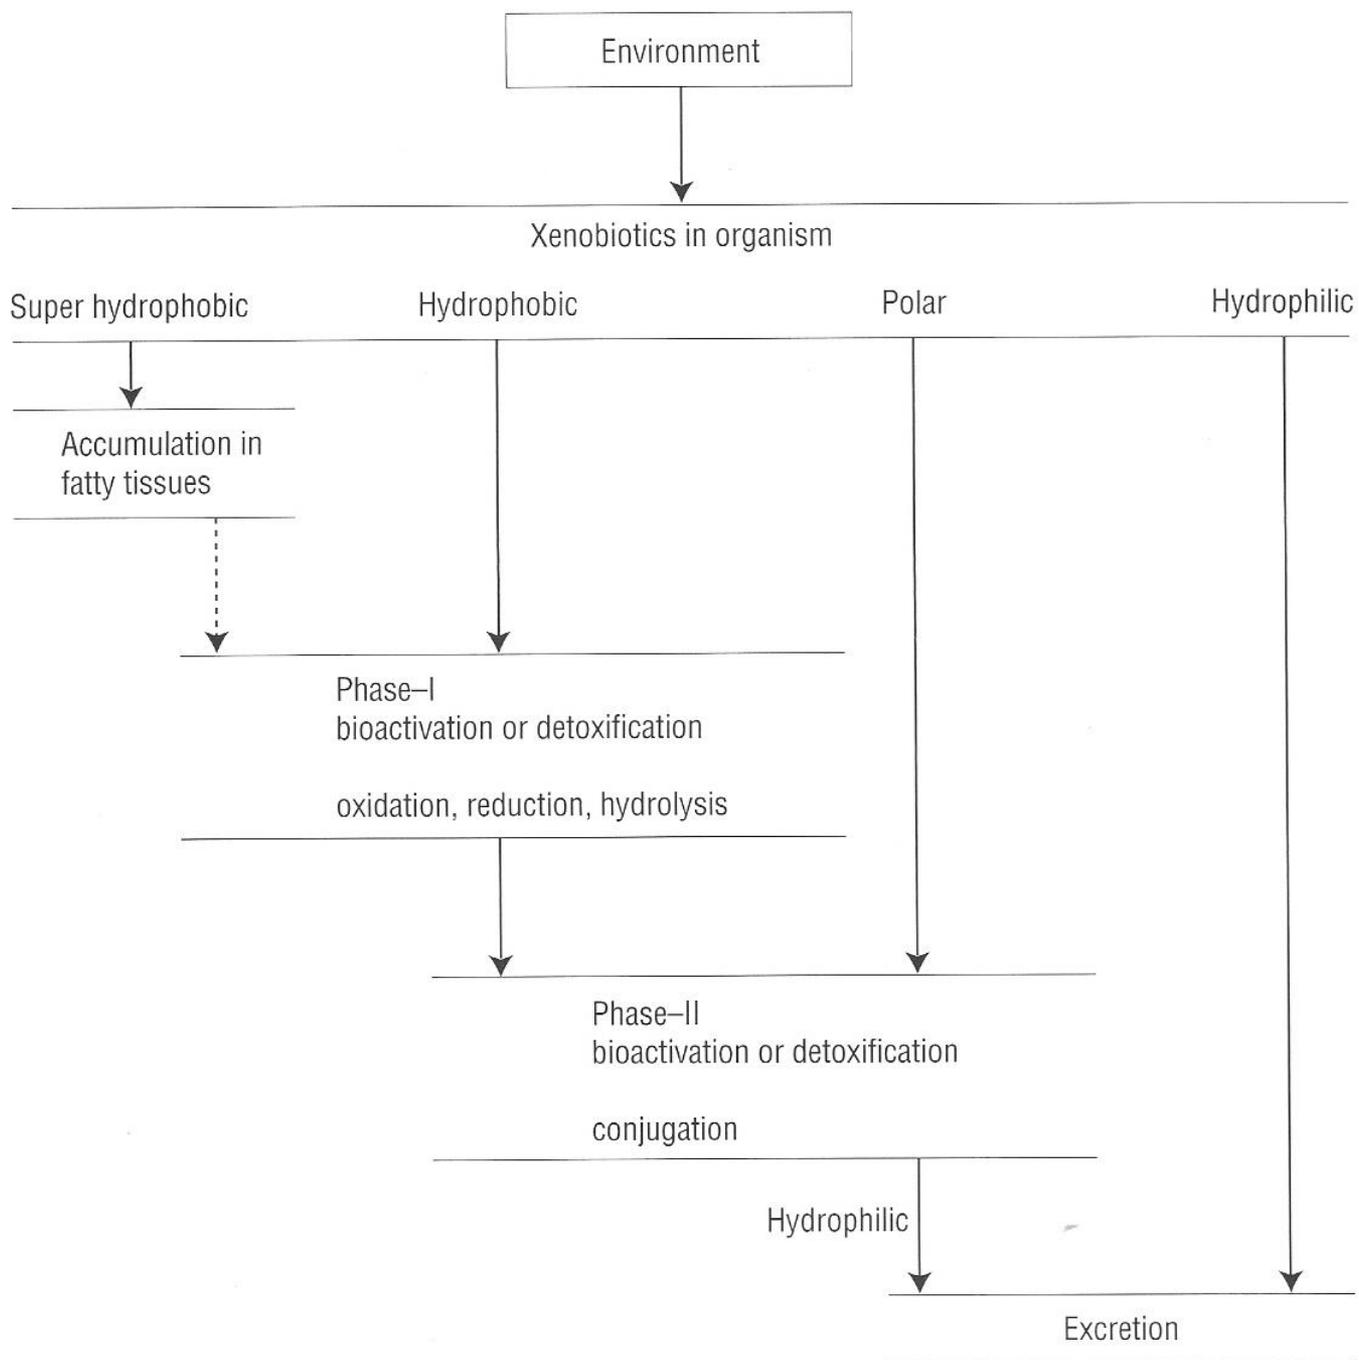 Environment
Xenobiotics in organism
Super hydrophobic
Hydrophobic
Polar
Hydrophilic
Accumulation in
fatty tissues
Phase–I
bioactivation or detoxification
oxidation, reduction, hydrolysis
Phase–II
bioactivation or detoxification
conjugation
Hydrophilic
Excretion